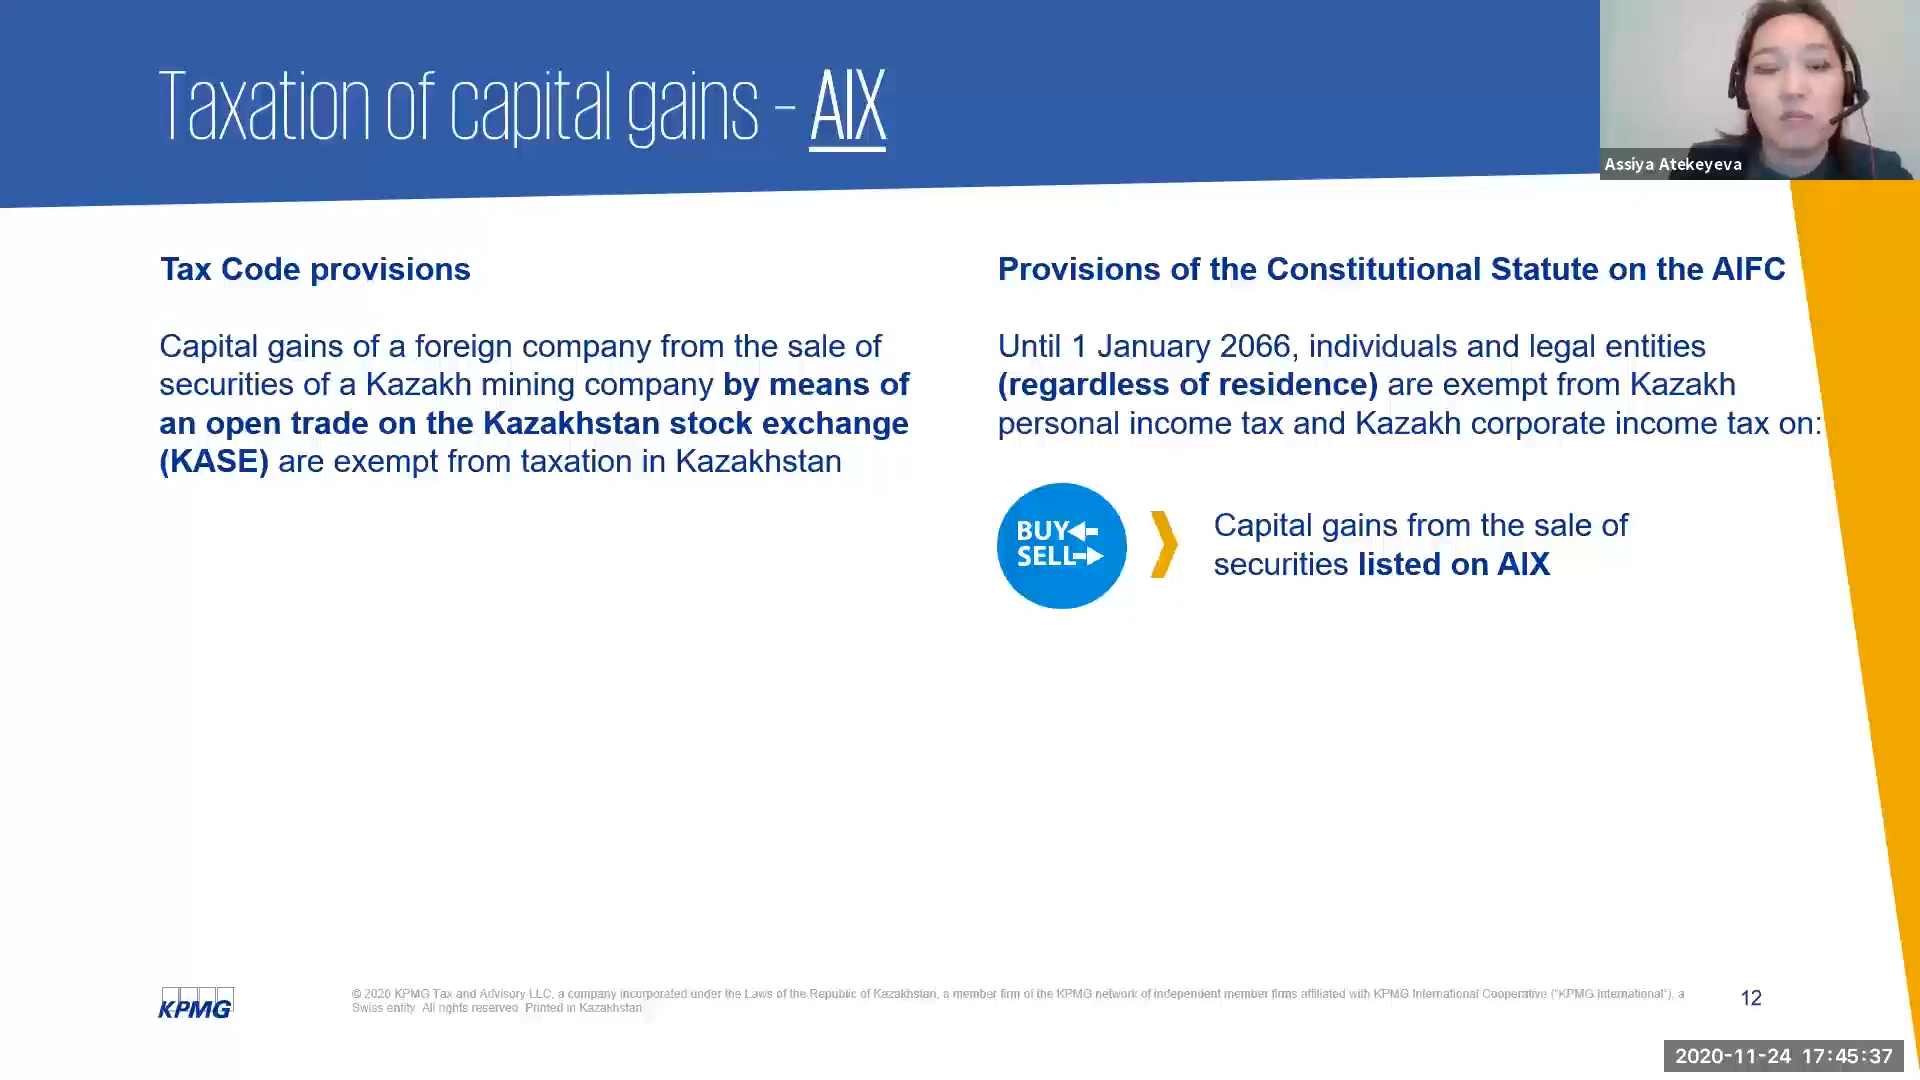 Taxation of capital gains - AIX
Assiya Atekeyeva
Tax Code provisions
Capital gains of a foreign company from the sale of
securities of a Kazakh mining company by means of
an open trade on the Kazakhstan stock exchange
(KASE) are exempt from taxation in Kazakhstan
Provisions of the Constitutional Statute on the AIFC
Until 1 January 2066, individuals and legal entities
(regardless of residence) are exempt from Kazakh
personal income tax and Kazakh corporate income tax on:
BUY
SELL
Capital gains from the sale of
securities listed on AIX
KPMG
© 2020 KPMG Tax and Advisory LLC, a company incorporated under the Laws of the Republic of Kazakhstan, a member firm of the KPMG network of independent member firms affiliated with KPMG International Cooperative ("KPMG International"), a
Swiss entity. All rights reserved. Printed in Kazakhstan.
12
2020-11-24 17:45:37